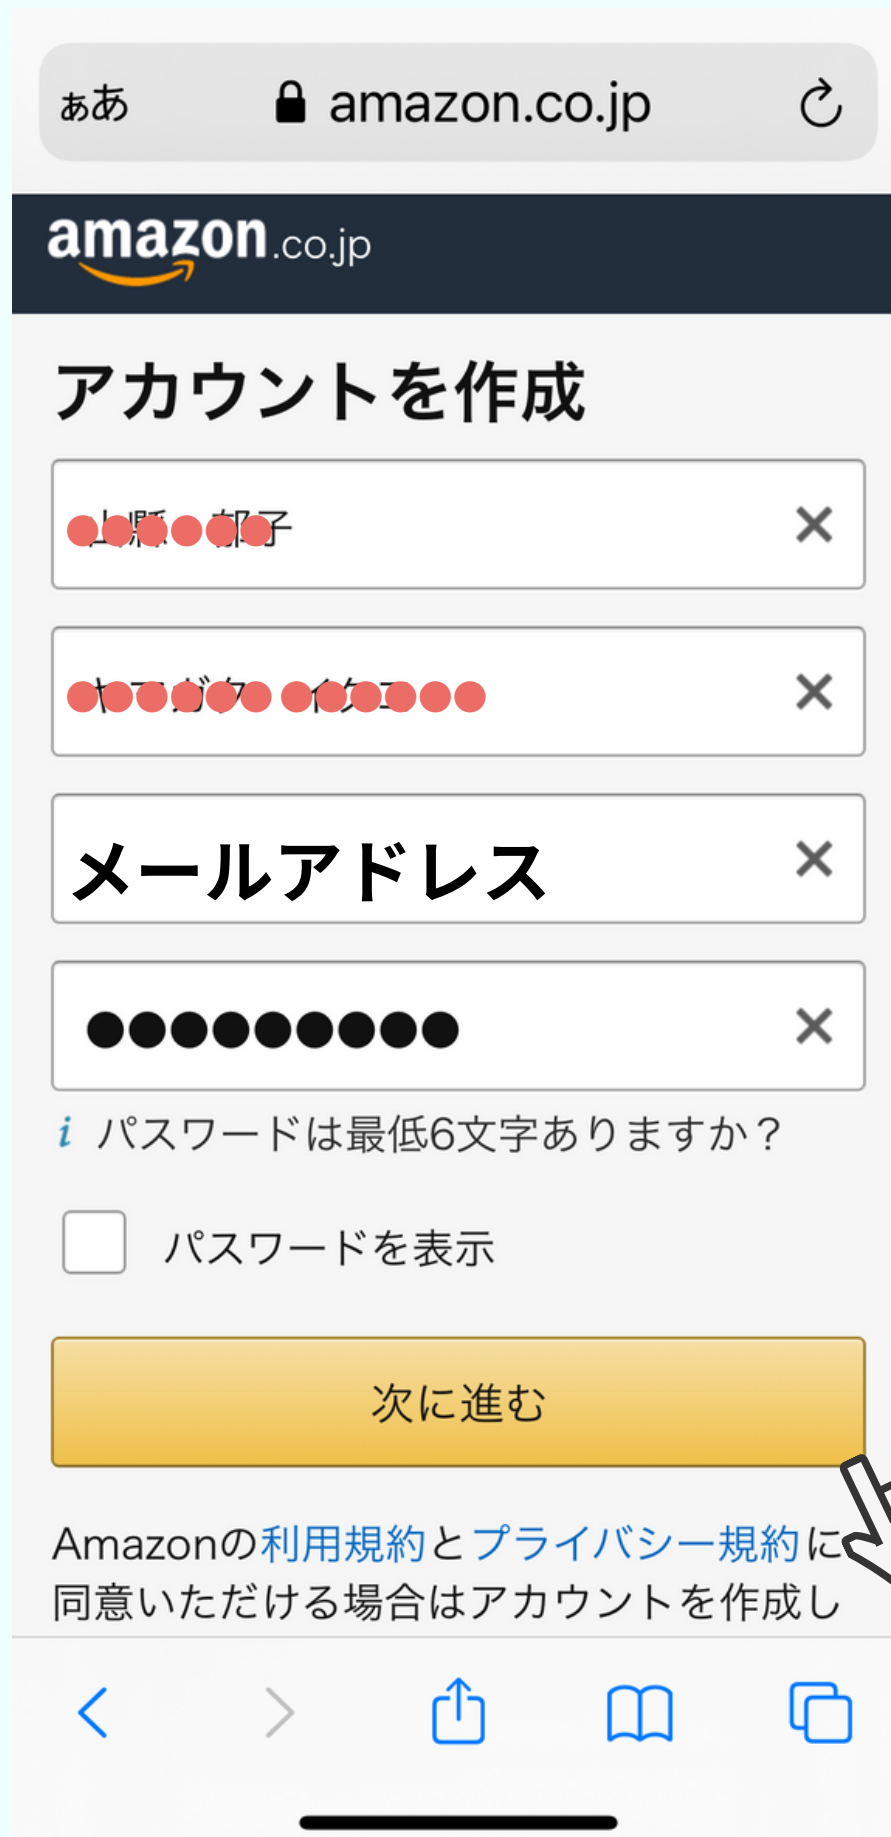 ぁあ amazon.co.jp
amazon.co.jp
アカウントを作成
メールアドレス
●●●●●●●●●
i パスワードは最低6文字ありますか？
パスワードを表示
次に進む
Amazonの利用規約とプライバシー規約に
同意いただける場合はアカウントを作成し